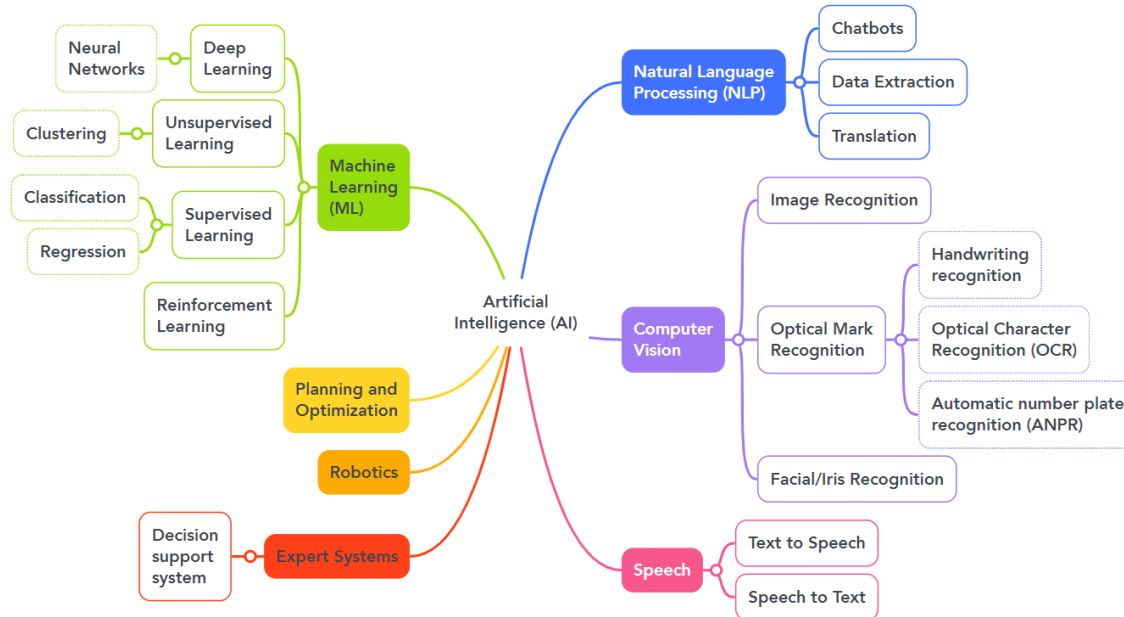 Artificial
Intelligence (AI)
Machine
Learning
(ML)
Deep
Learning
Neural
Networks
Unsupervised
Learning
Clustering
Supervised
Learning
Classification
Regression
Reinforcement
Learning
Planning and
Optimization
Robotics
Expert Systems
Decision
support
system
Natural Language
Processing (NLP)
Chatbots
Data Extraction
Translation
Computer
Vision
Image Recognition
Optical Mark
Recognition
Handwriting
recognition
Optical Character
Recognition (OCR)
Automatic number plate
recognition (ANPR)
Facial/Iris Recognition
Speech
Text to Speech
Speech to Text